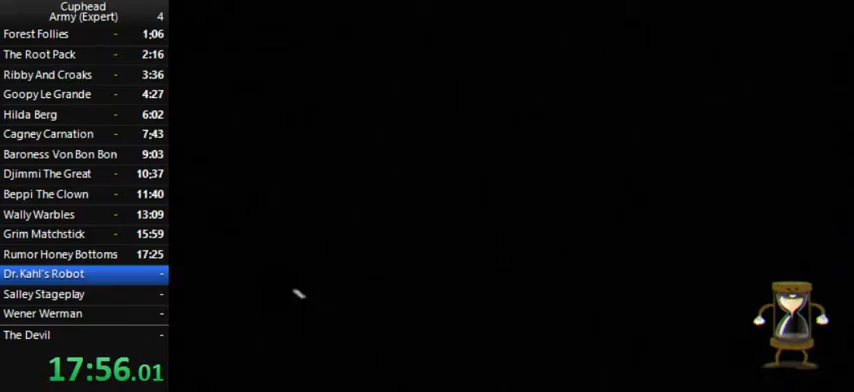 Cuphead
Army (Expert) 4
Forest Follies - 1:06
The Root Pack - 2:16
Ribby And Croaks - 3:36
Goopy Le Grande - 4:27
Hilda Berg - 6:02
Cagney Carnation - 7:43
Baroness Von Bon Bon 9:03
Djimmi The Great - 10:37
Beppi The Clown - 11:40
Wally Warbles - 13:09
Grim Matchstick - 15:59
Rumor Honey Bottoms 17:25
Dr. Kahl's Robot -
Salley Stageplay -
Wener Werman -
The Devil -
17:56.01